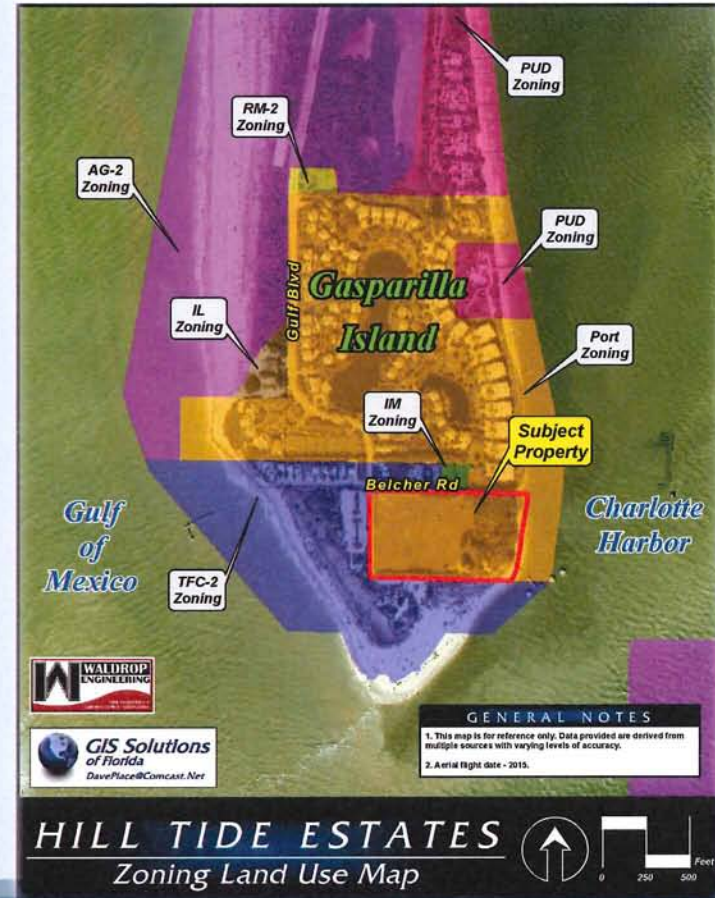 PUD
Zoning
RM-2
Zoning
AG-2
Zoning
PUD
Zoning
Gulf Blvd
Gasparilla
Island
IL
Zoning
Port
Zoning
IM
Zoning
Subject
Property
Belcher Rd
Gulf
of
Mexico
Charlotte
Harbor
TFC-2
Zoning
WALDROP
ENGINEERING
GIS Solutions
of Florida
DavePlace@Comcast.Net
GENERAL NOTES
1. This map is for reference only. Data provided are derived from
multiple sources with varying levels of accuracy.
2. Aerial flight date - 2015.
HILL TIDE ESTATES
Zoning Land Use Map
Feet
0 250 500